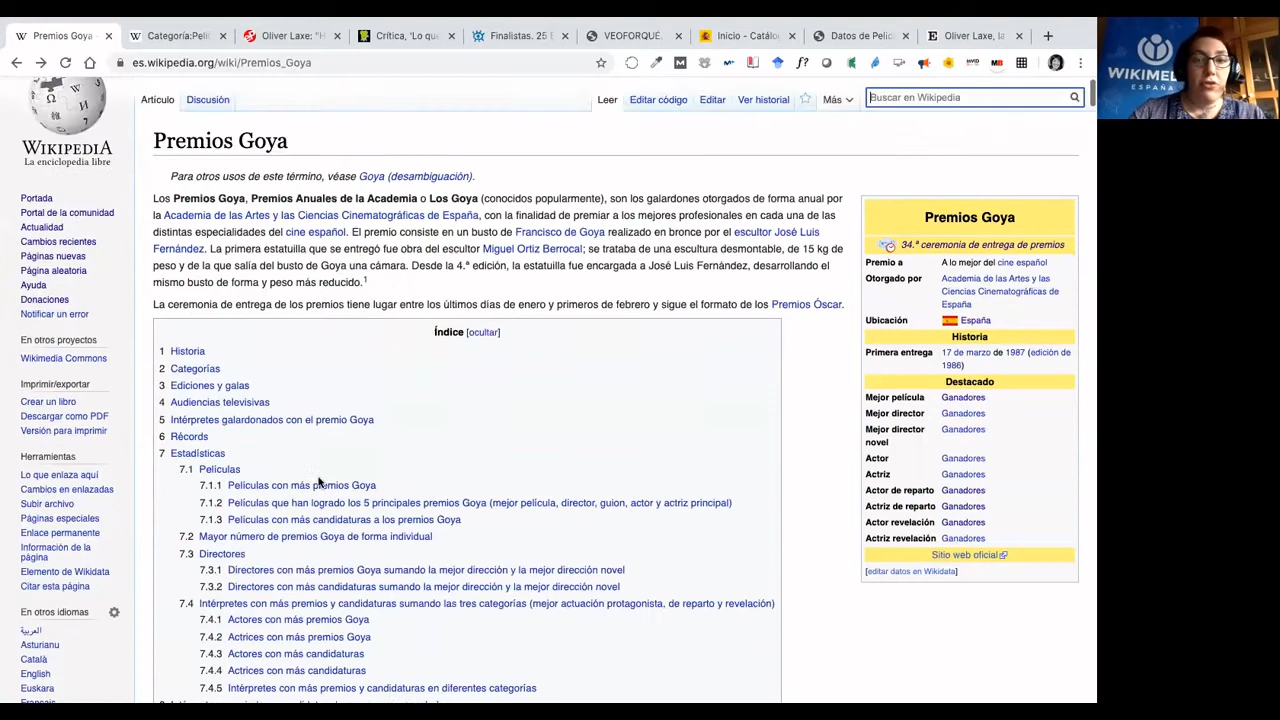 Premios Goya -
Categoría:Pelí
Oliver Laxe: "H
Crítica, 'Lo que
Finalistas. 25 E
VEOFORQUÉ.
Inicio - Catálog
Datos de Pelic
Oliver Laxe, la
es.wikipedia.org/wiki/Premios_Goya
WIKIMEDIA
ESPAÑA
Artículo Discusión Leer Editar código Editar Ver historial Más Buscar en Wikipedia
WIKIPEDIA
La enciclopedia libre
Portada
Portal de la comunidad
Actualidad
Cambios recientes
Páginas nuevas
Página aleatoria
Ayuda
Donaciones
Notificar un error
En otros proyectos
Wikimedia Commons
Imprimir/exportar
Crear un libro
Descargar como PDF
Versión para imprimir
Herramientas
Lo que enlaza aquí
Cambios en enlazadas
Subir archivo
Páginas especiales
Enlace permanente
Información de la
página
Elemento de Wikidata
Citar esta página
En otros idiomas
العربية
Asturianu
Català
English
Euskara
Français
Premios Goya
Para otros usos de este término, véase Goya (desambiguación).
Los Premios Goya, Premios Anuales de la Academia o Los Goya (conocidos popularmente), son los galardones otorgados de forma anual por
la Academia de las Artes y las Ciencias Cinematográficas de España, con la finalidad de premiar a los mejores profesionales en cada una de las
distintas especialidades del cine español. El premio consiste en un busto de Francisco de Goya realizado en bronce por el escultor José Luis
Fernández. La primera estatuilla que se entregó fue obra del escultor Miguel Ortiz Berrocal; se trataba de una escultura desmontable, de 15 kg de
peso y de la que salía del busto de Goya una cámara. Desde la 4.ª edición, la estatuilla fue encargada a José Luis Fernández, desarrollando el
mismo busto de forma y peso más reducido.1
La ceremonia de entrega de los premios tiene lugar entre los últimos días de enero y primeros de febrero y sigue el formato de los Premios Óscar.
Índice [ocultar]
1 Historia
2 Categorías
3 Ediciones y galas
4 Audiencias televisivas
5 Intérpretes galardonados con el premio Goya
6 Récords
7 Estadísticas
7.1 Películas
7.1.1 Películas con más premios Goya
7.1.2 Películas que han logrado los 5 principales premios Goya (mejor película, director, guion, actor y actriz principal)
7.1.3 Películas con más candidaturas a los premios Goya
7.2 Mayor número de premios Goya de forma individual
7.3 Directores
7.3.1 Directores con más premios Goya sumando la mejor dirección y la mejor dirección novel
7.3.2 Directores con más candidaturas sumando la mejor dirección y la mejor dirección novel
7.4 Intérpretes con más premios y candidaturas sumando las tres categorías (mejor actuación protagonista, de reparto y revelación)
7.4.1 Actores con más premios Goya
7.4.2 Actrices con más premios Goya
7.4.3 Actores con más candidaturas
7.4.4 Actrices con más candidaturas
7.4.5 Intérpretes con más premios y candidaturas en diferentes categorías
Premios Goya
34.ª ceremonia de entrega de premios
Premio a A lo mejor del cine español
Otorgado por Academia de las Artes y las
Ciencias Cinematográficas de
España
Ubicación España
Historia
Primera entrega 17 de marzo de 1987 (edición de
1986)
Destacado
Mejor película Ganadores
Mejor director Ganadores
Mejor director Ganadores
novel
Actor Ganadores
Actriz Ganadores
Actor de reparto Ganadores
Actriz de reparto Ganadores
Actor revelación Ganadores
Actriz revelación Ganadores
Sitio web oficial
[editar datos en Wikidata]